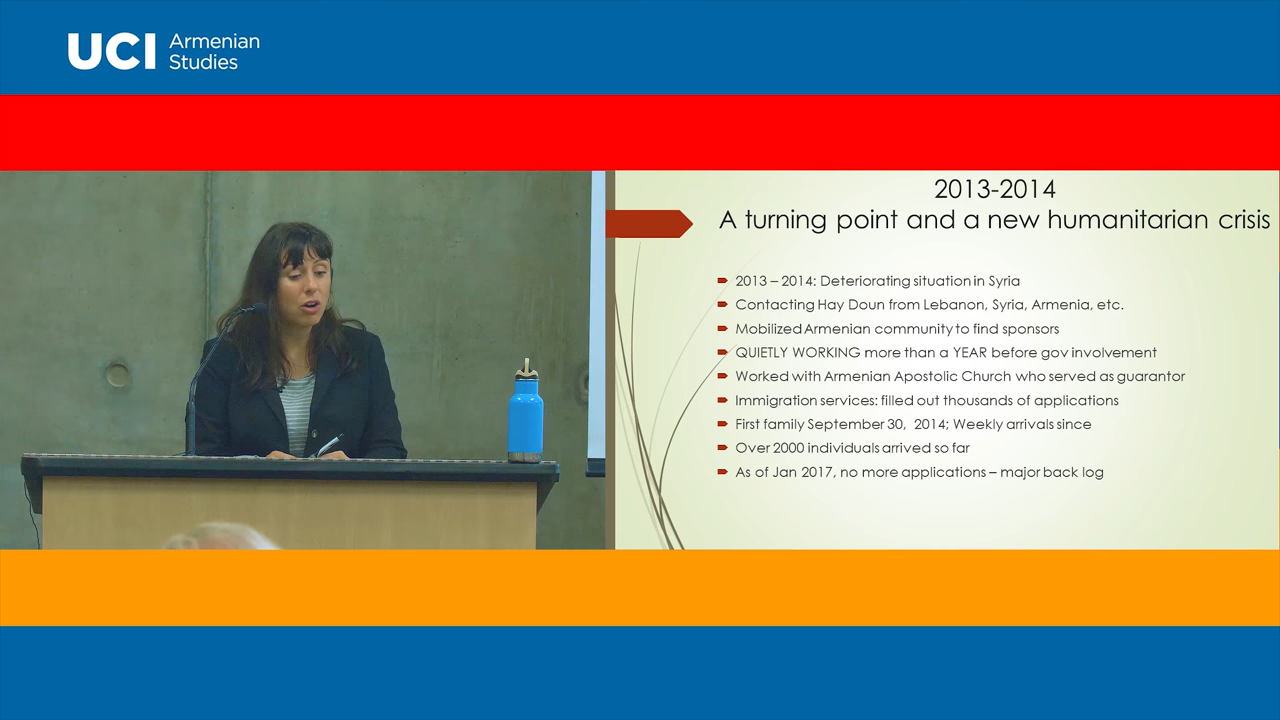 UCI Armenian
Studies
2013-2014
A turning point and a new humanitarian crisis
2013 – 2014: Deteriorating situation in Syria
Contacting Hay Doun from Lebanon, Syria, Armenia, etc.
Mobilized Armenian community to find sponsors
QUIETLY WORKING more than a YEAR before gov involvement
Worked with Armenian Apostolic Church who served as guarantor
Immigration services: filled out thousands of applications
First family September 30, 2014; Weekly arrivals since
Over 2000 individuals arrived so far
As of Jan 2017, no more applications – major back log